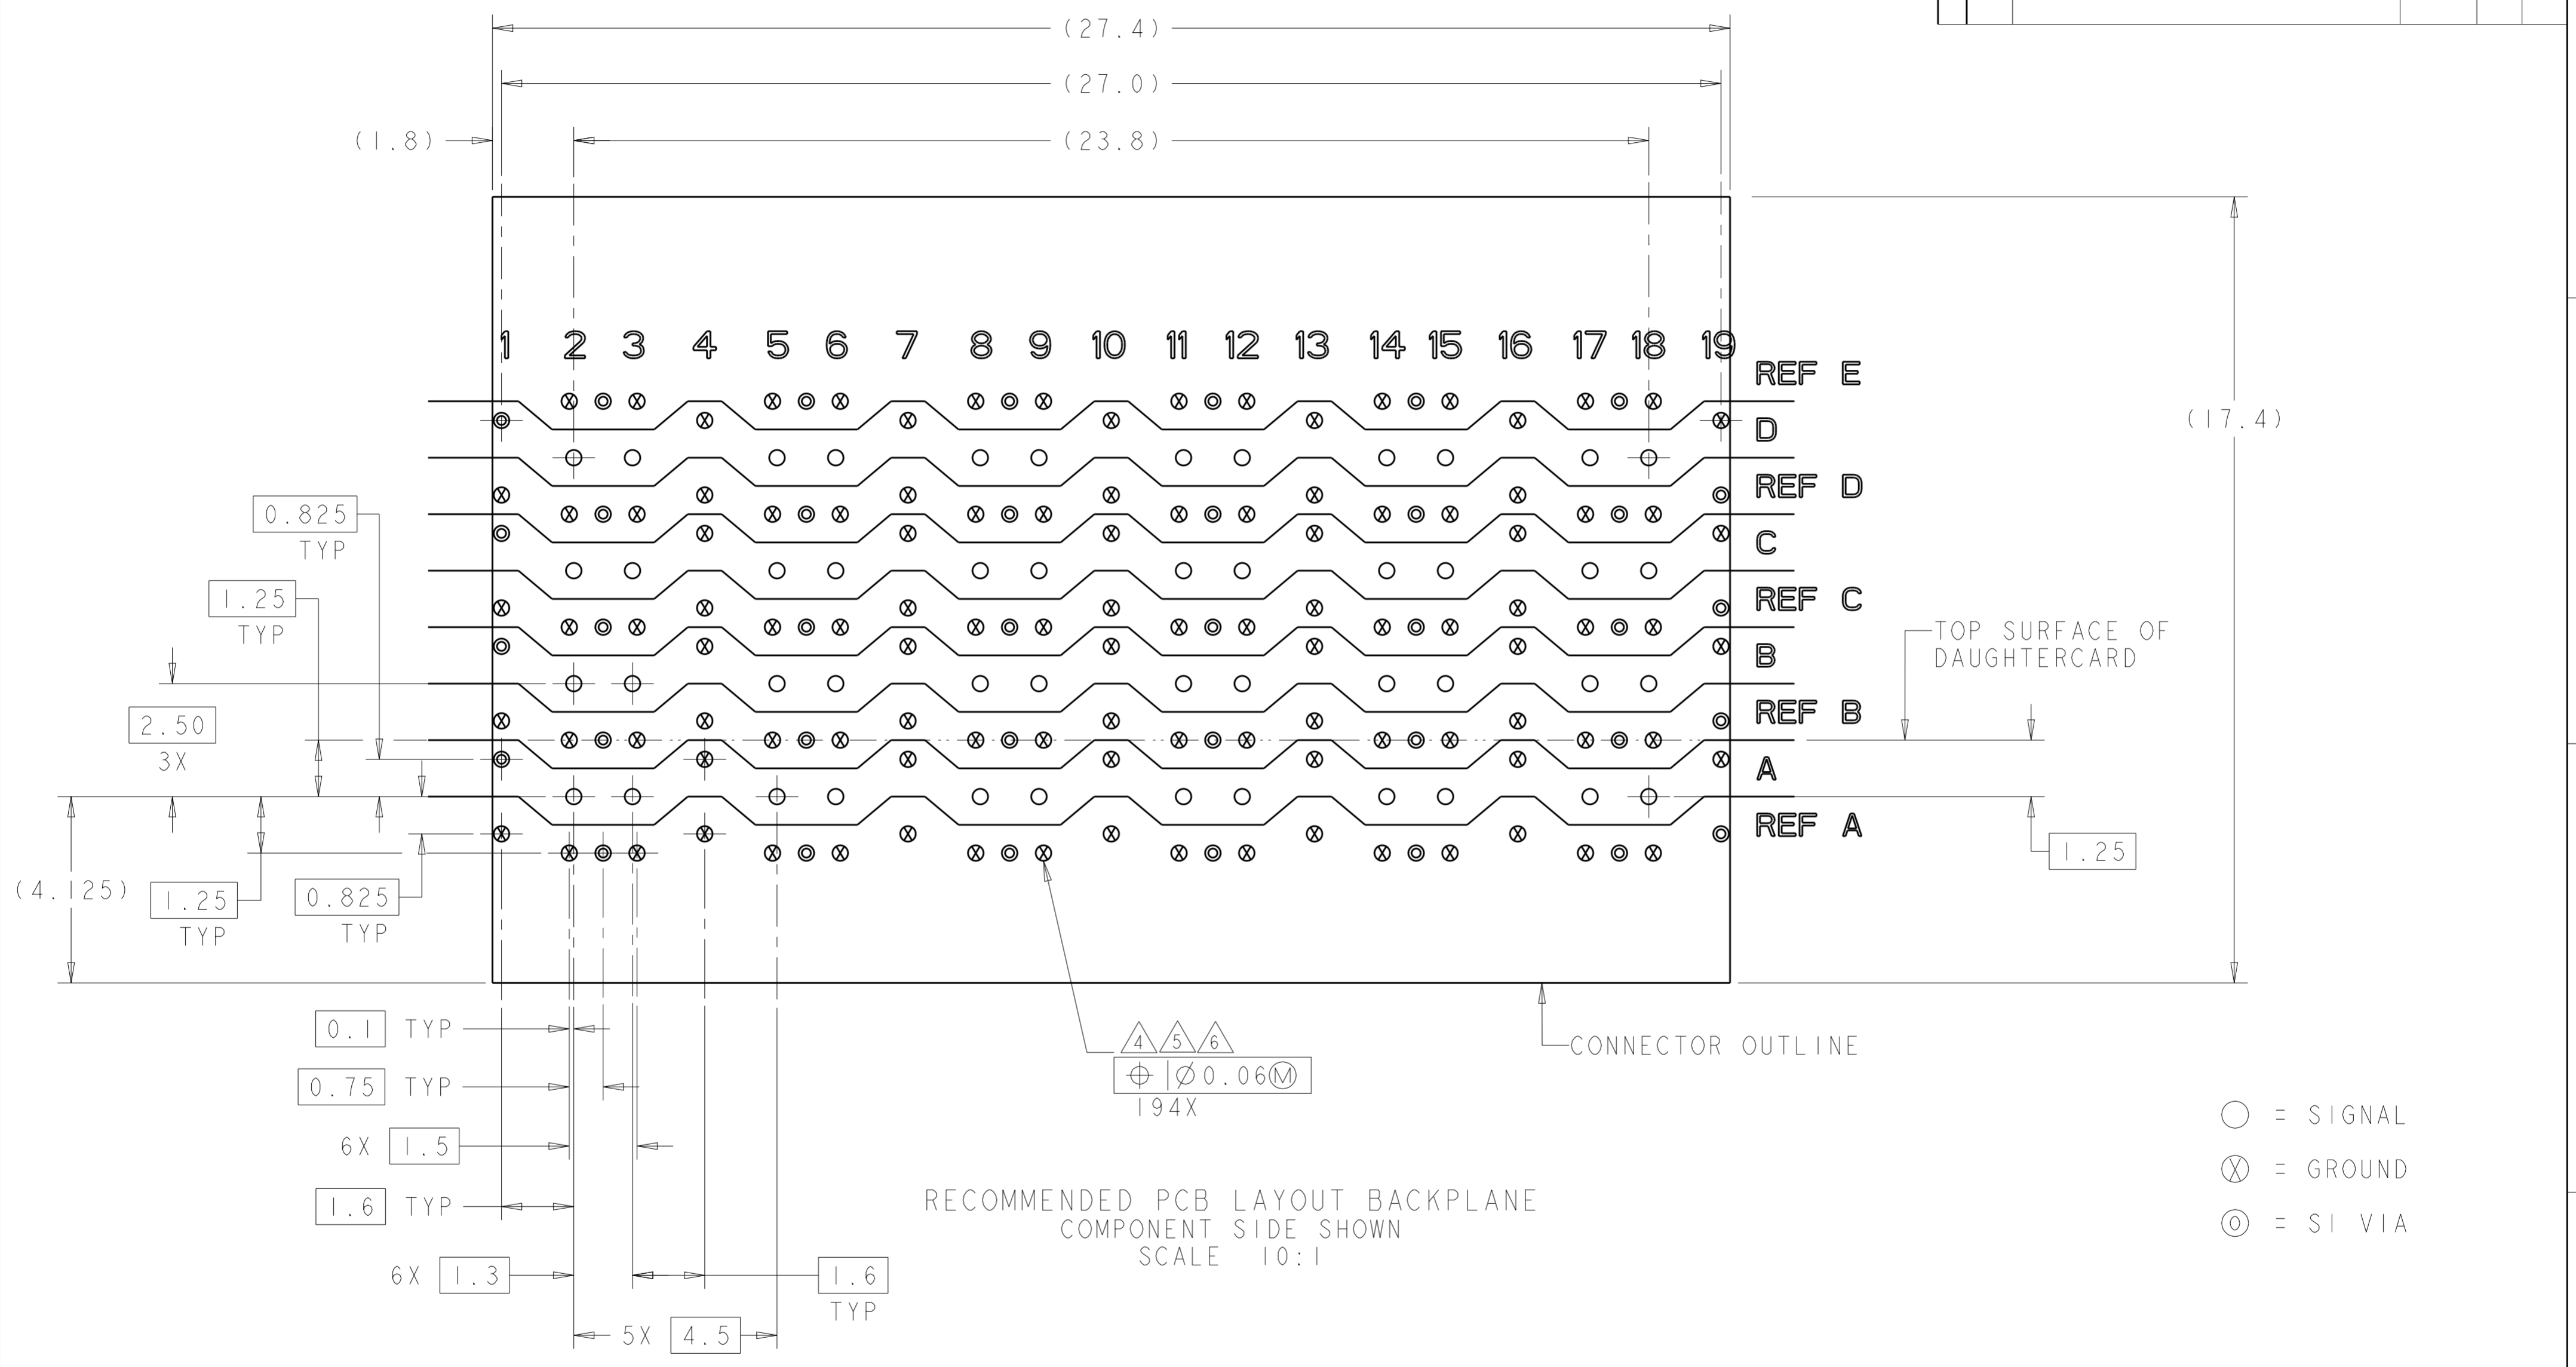 (27.4)
(27.0)
(1.8) (23.8)
1 2 3 4 5 6 7 8 9 10 11 12 13 14 15 16 17 18 19
REF E
D
REF D
C
REF C
B
REF B
A
REF A
(17.4)
0.825
TYP
1.25
TYP
2.50
3X
(4.125)
1.25
TYP
0.825
TYP
TOP SURFACE OF
DAUGHTERCARD
1.25
0.1 TYP
0.75 TYP
6X 1.5
1.6 TYP
6X 1.3
1.6
TYP
5X 4.5
4 5 6
⌖ Ø0.06Ⓜ
194X
CONNECTOR OUTLINE
RECOMMENDED PCB LAYOUT BACKPLANE
COMPONENT SIDE SHOWN
SCALE 10:1
= SIGNAL
= GROUND
= SI VIA